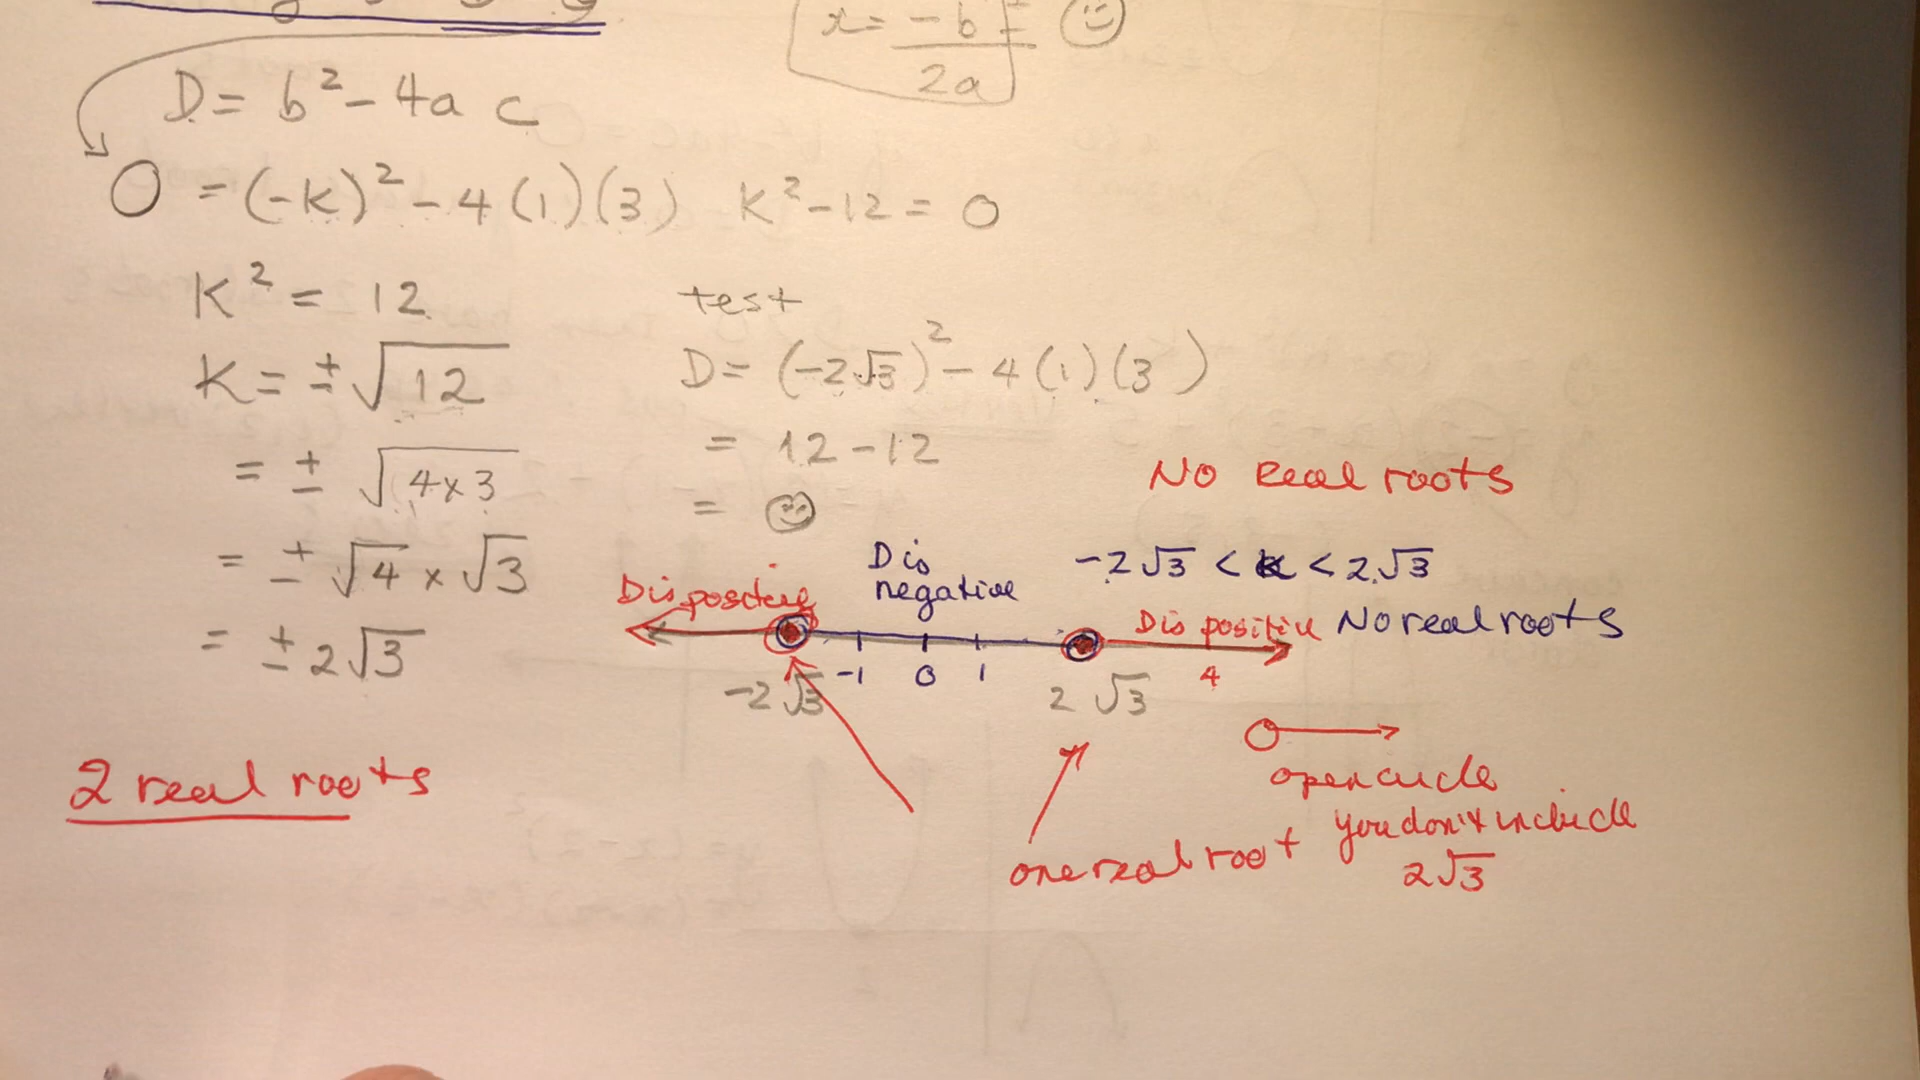 x = -b ± / 2a
D = b² - 4a c
0 = (-k)² - 4(1)(3) k² - 12 = 0
k² = 12
test
k = ± √12
D = (-2√3)² - 4(1)(3)
= ± √4x3
= 12 - 12
No real roots
=
= ± √4 x √3
D is negative
-2√3 < k < 2√3
D is positive
D is positive
No real roots
= ± 2√3
-2√3 -1 0 1 2√3 4
2 real roots
open circle
you don't include
2√3
one real root